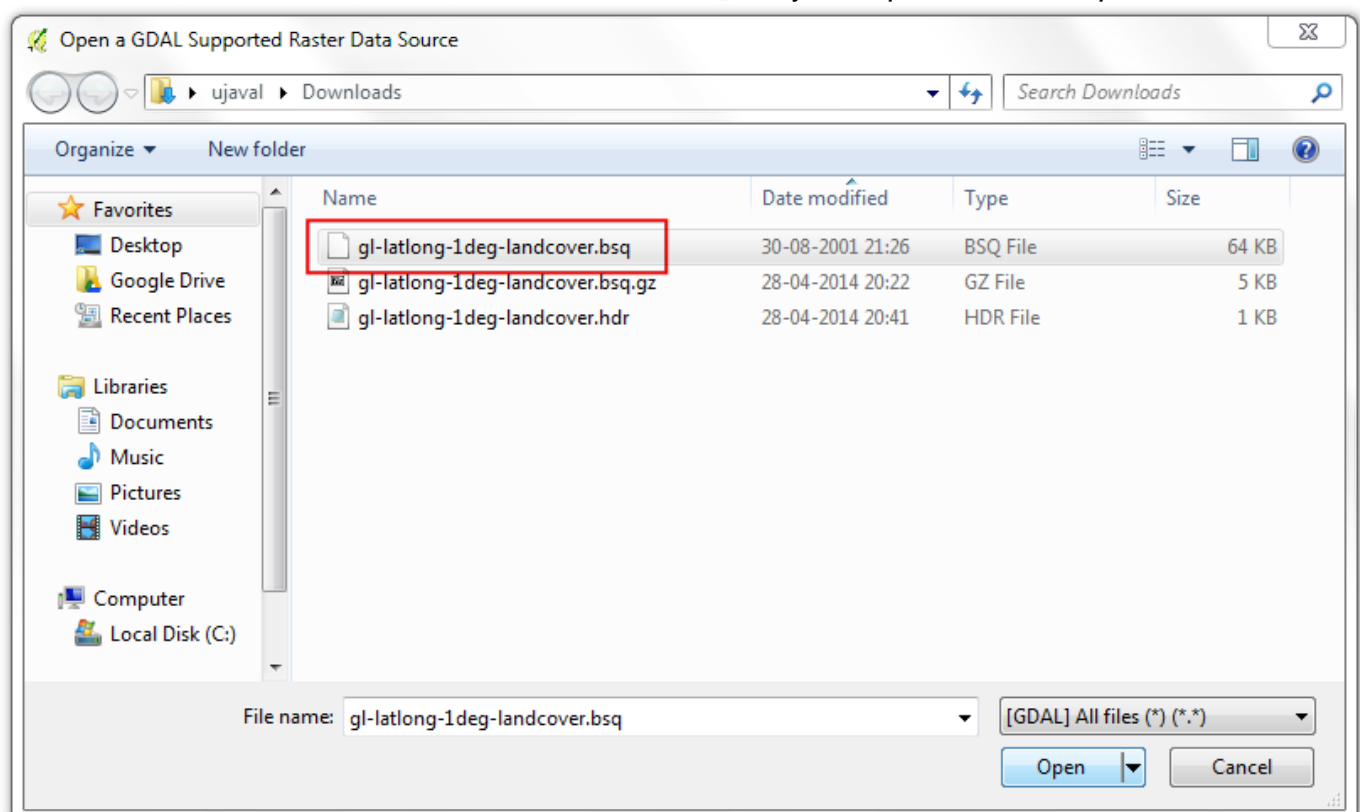 Open a GDAL Supported Raster Data Source
ujaval Downloads Search Downloads
Organize New folder
Name Date modified Type Size
Favorites
Desktop
Google Drive
Recent Places
Libraries
Documents
Music
Pictures
Videos
Computer
Local Disk (C:)
gl-latlong-1deg-landcover.bsq 30-08-2001 21:26 BSQ File 64 KB
gl-latlong-1deg-landcover.bsq.gz 28-04-2014 20:22 GZ File 5 KB
gl-latlong-1deg-landcover.hdr 28-04-2014 20:41 HDR File 1 KB
File name: gl-latlong-1deg-landcover.bsq [GDAL] All files (*) (*.*)
Open Cancel